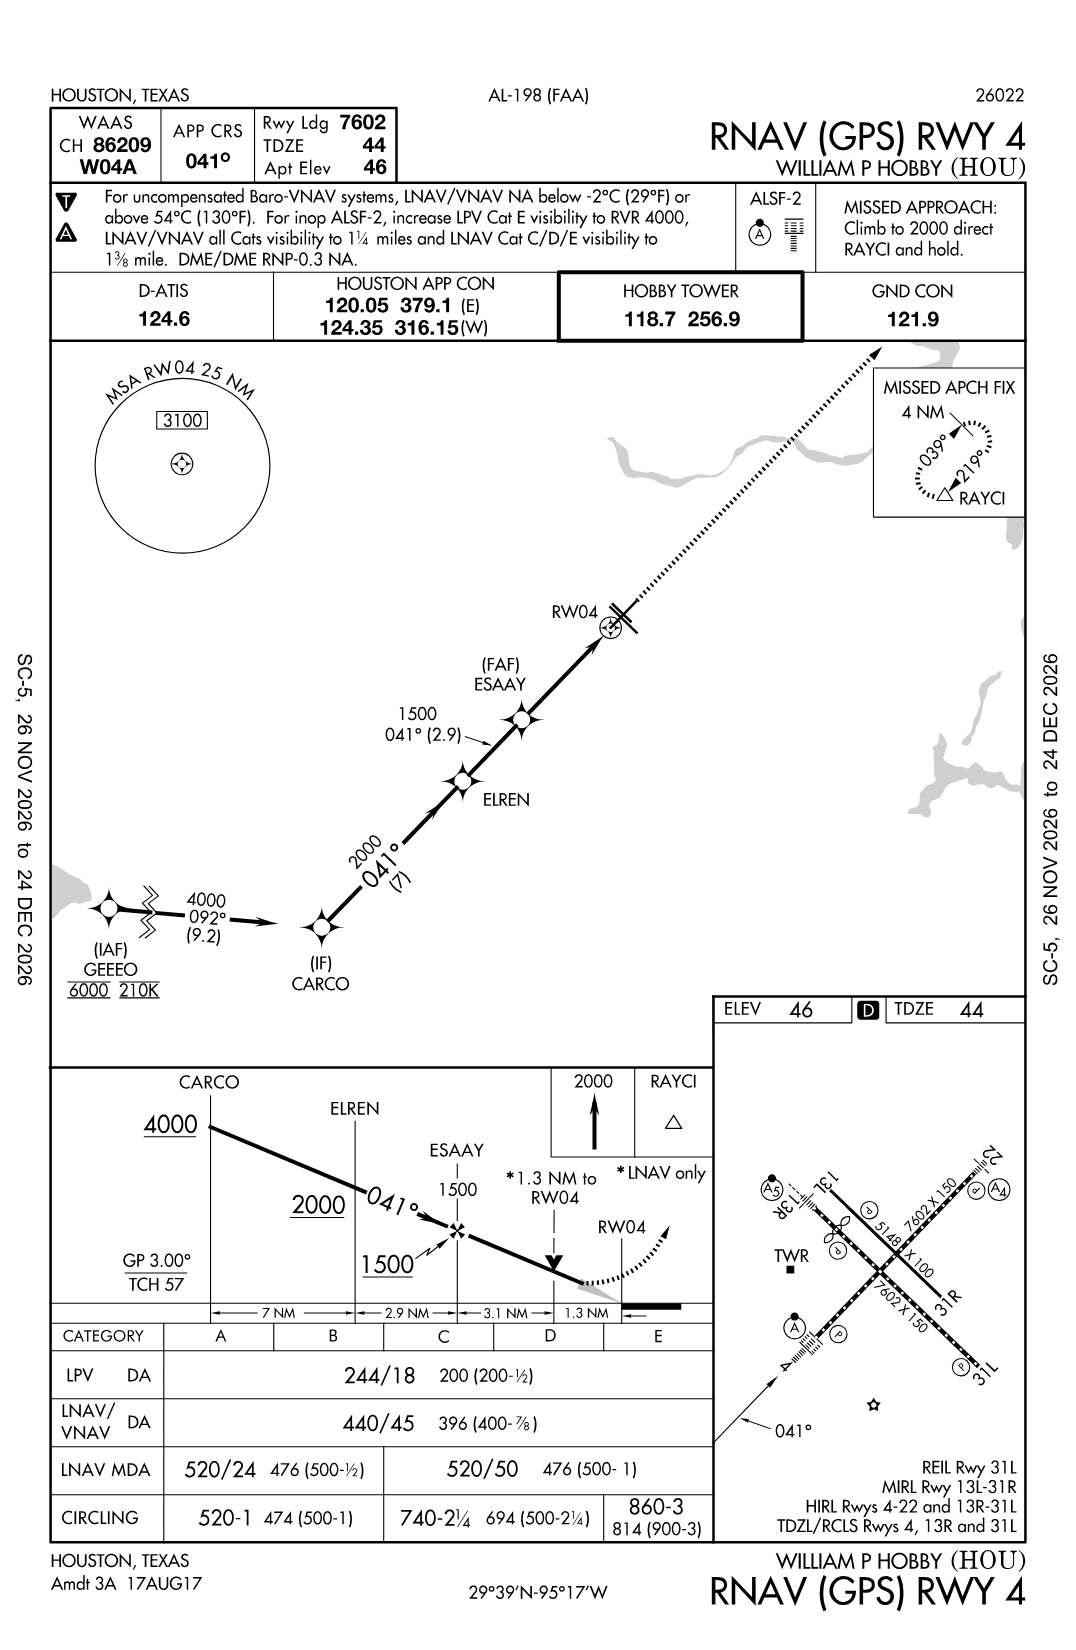 HOUSTON, TEXAS
AL-198 (FAA)
26022
WAAS
CH 86209
W04A
APP CRS
041°
Rwy Ldg 7602
TDZE 44
Apt Elev 46
RNAV (GPS) RWY 4
WILLIAM P HOBBY (HOU)
T
A
For uncompensated Baro-VNAV systems, LNAV/VNAV NA below -2°C (29°F) or
above 54°C (130°F). For inop ALSF-2, increase LPV Cat E visibility to RVR 4000,
LNAV/VNAV all Cats visibility to 1¼ miles and LNAV Cat C/D/E visibility to
1⅜ mile. DME/DME RNP-0.3 NA.
ALSF-2
A
MISSED APPROACH:
Climb to 2000 direct
RAYCI and hold.
D-ATIS
124.6
HOUSTON APP CON
120.05 379.1 (E)
124.35 316.15 (W)
HOBBY TOWER
118.7 256.9
GND CON
121.9
MSA RW04 25 NM
3100
MISSED APCH FIX
4 NM
039°
219°
RAYCI
RW04
(FAF)
ESAAY
1500
041° (2.9)
ELREN
2000
041°
(7)
4000
092°
(9.2)
(IAF)
GEEEO
6000 210K
(IF)
CARCO
SC-5, 26 NOV 2026 to 24 DEC 2026
SC-5, 26 NOV 2026 to 24 DEC 2026
ELEV 46
D
TDZE 44
CARCO
4000
ELREN
2000
041°
ESAAY
1500
1500
GP 3.00°
TCH 57
2000
RAYCI
*1.3 NM to
RW04
*LNAV only
RW04
7 NM
2.9 NM
3.1 NM
1.3 NM
22
13L
13R
A5
P
P
P
A4
7602 X 150
5148 X 100
TWR
7602 X 150
31R
A
P
P
31L
4
041°
REIL Rwy 31L
MIRL Rwy 13L-31R
HIRL Rwys 4-22 and 13R-31L
TDZL/RCLS Rwys 4, 13R and 31L
CATEGORY A B C D E
LPV DA 244/18 200 (200-½)
LNAV/
VNAV DA 440/45 396 (400-⅞)
LNAV MDA 520/24 476 (500-½) 520/50 476 (500-1)
CIRCLING 520-1 474 (500-1) 740-2¼ 694 (500-2¼) 860-3
814 (900-3)
HOUSTON, TEXAS
Amdt 3A 17AUG17
29°39'N-95°17'W
WILLIAM P HOBBY (HOU)
RNAV (GPS) RWY 4